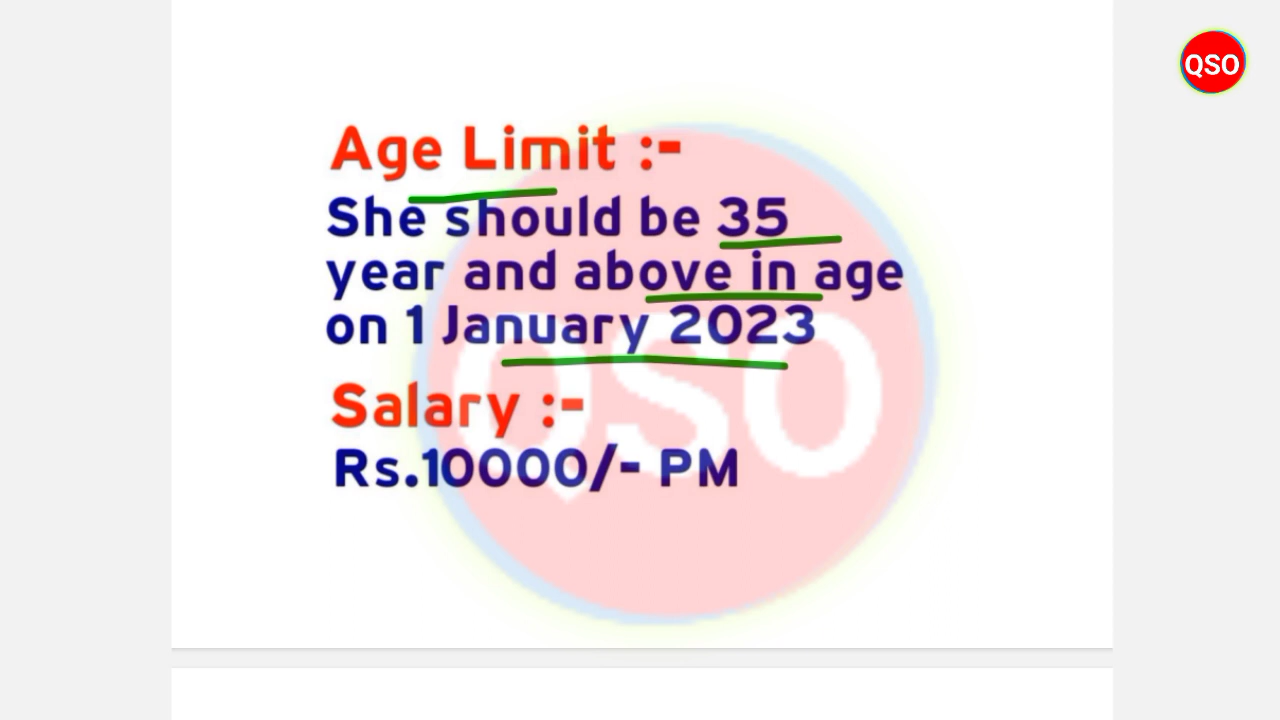 QSO
Age Limit :-
She should be 35
year and above in age
on 1 January 2023
QSO
Salary :-
Rs.10000/- PM